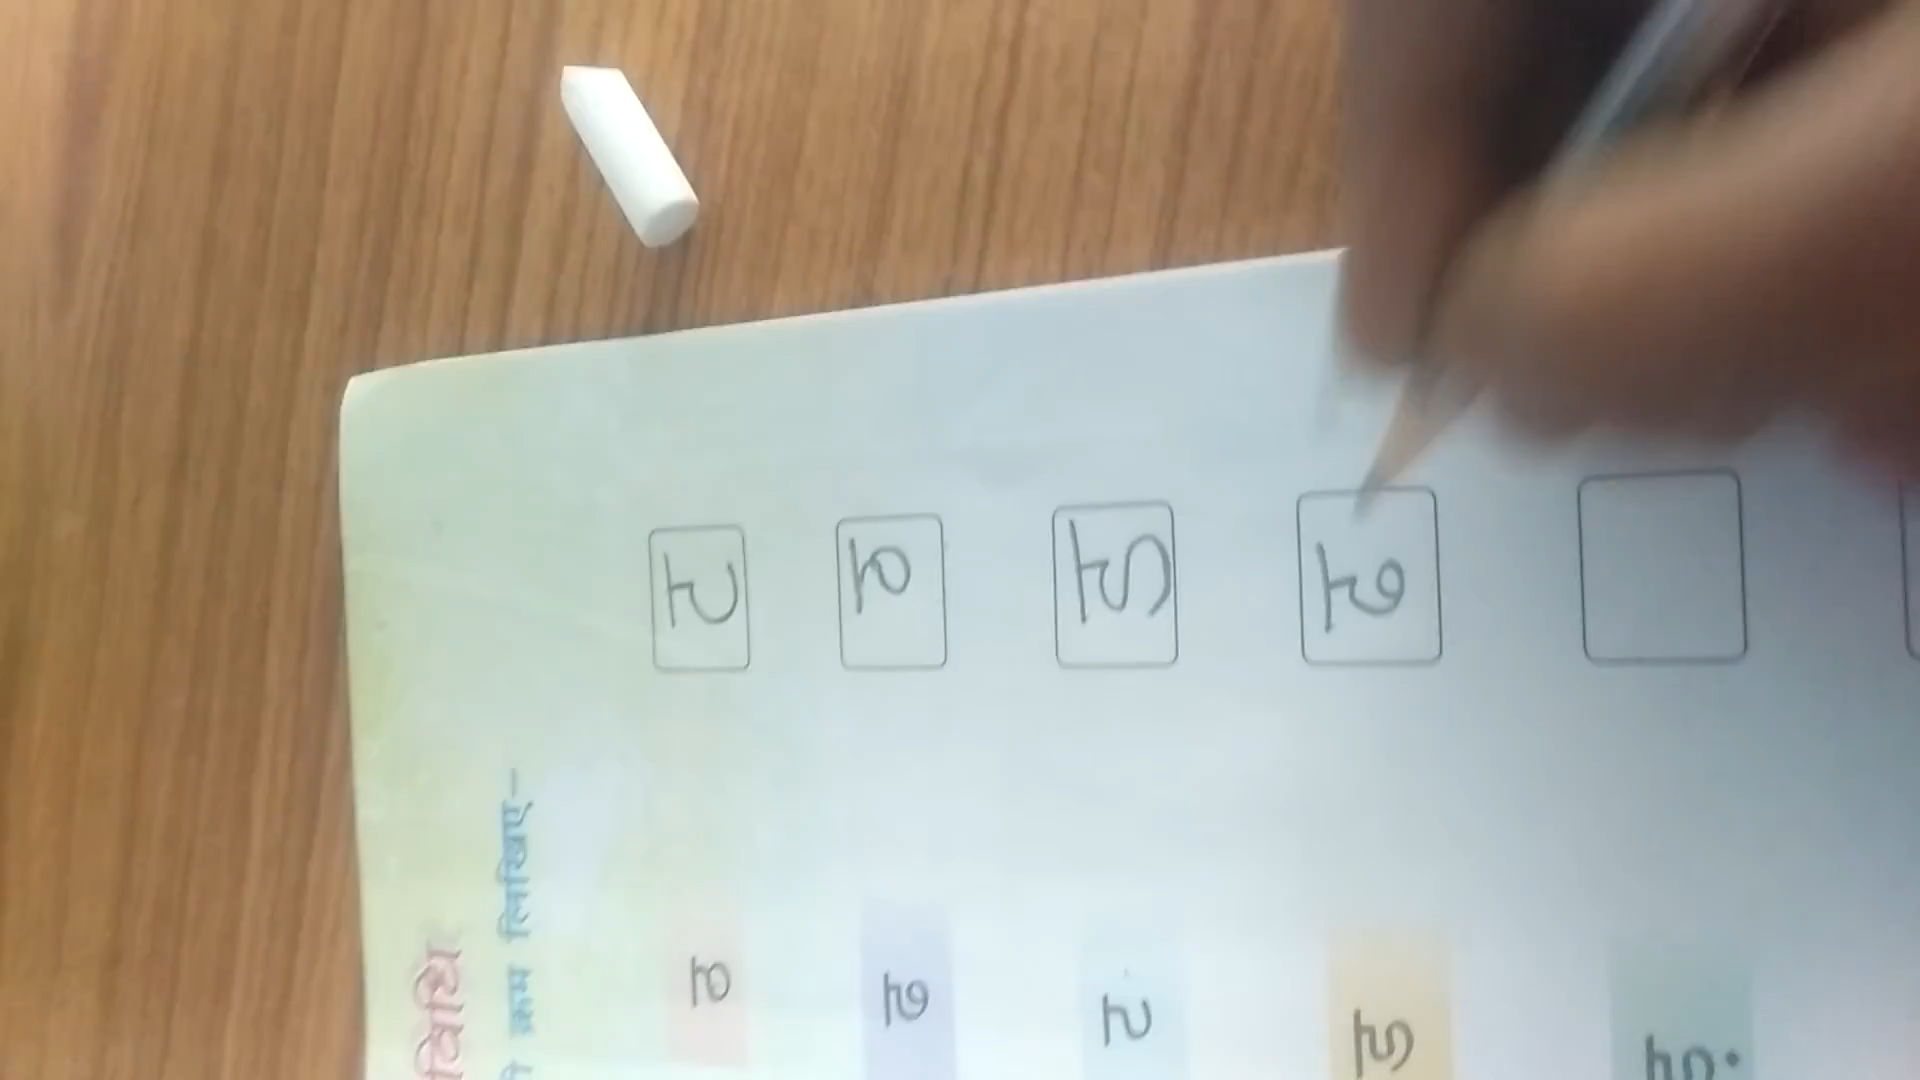 क्रम लिखिए–
ठ ट
ढ ठ
ट ड
ड ढ
ड़